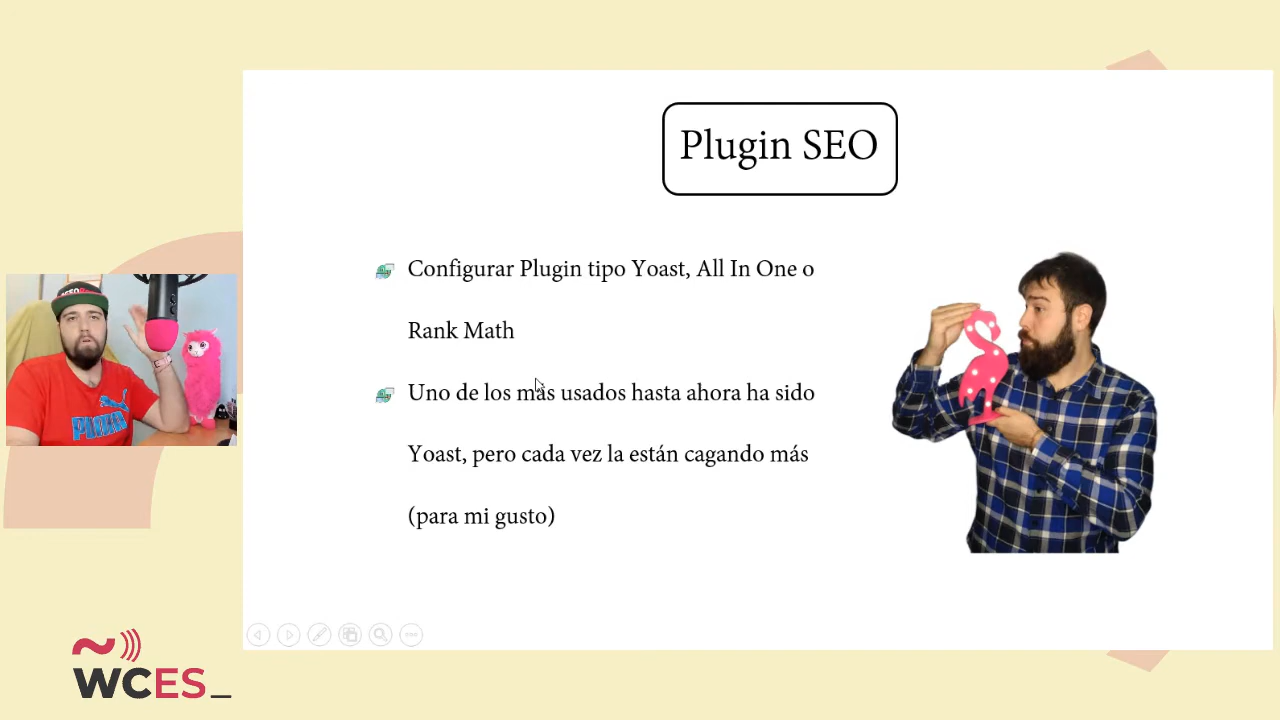 Plugin SEO
Configurar Plugin tipo Yoast, All In One o
Rank Math
Uno de los más usados hasta ahora ha sido
Yoast, pero cada vez la están cagando más
(para mi gusto)
PUMA
WCES_